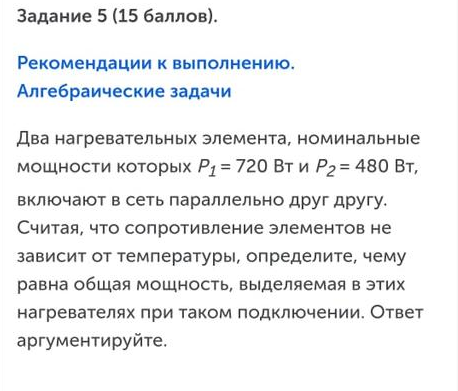 Задание 5 (15 баллов).
Рекомендации к выполнению.
Алгебраические задачи
Два нагревательных элемента, номинальные
мощности которых P₁ = 720 Вт и P₂ = 480 Вт,
включают в сеть параллельно друг другу.
Считая, что сопротивление элементов не
зависит от температуры, определите, чему
равна общая мощность, выделяемая в этих
нагревателях при таком подключении. Ответ
аргументируйте.